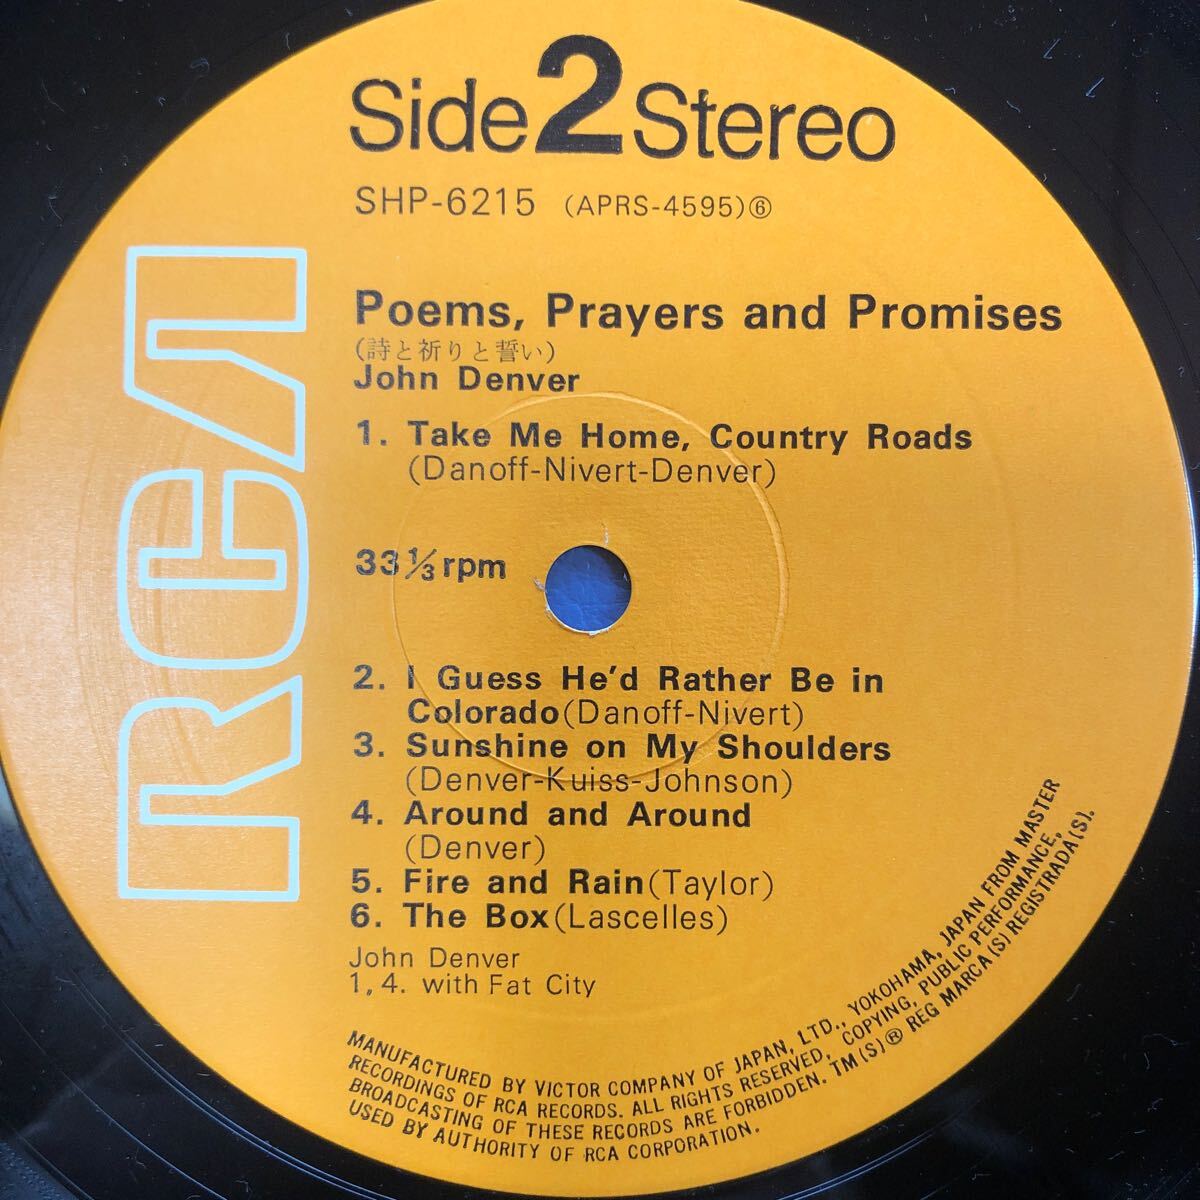 Side 2 Stereo
SHP-6215 (APRS-4595)⑥
RCA
Poems, Prayers and Promises
(詩と祈りと誓い)
John Denver
1. Take Me Home, Country Roads
(Danoff-Nivert-Denver)
33⅓ rpm
2. I Guess He'd Rather Be in
Colorado(Danoff-Nivert)
3. Sunshine on My Shoulders
(Denver-Kuiss-Johnson)
4. Around and Around
(Denver)
5. Fire and Rain(Taylor)
6. The Box(Lascelles)
John Denver
1, 4. with Fat City
MANUFACTURED BY VICTOR COMPANY OF JAPAN, LTD., YOKOHAMA, JAPAN FROM MASTER
RECORDINGS OF RCA RECORDS. ALL RIGHTS RESERVED, COPYING, PUBLIC PERFORMANCE,
BROADCASTING OF THESE RECORDS ARE FORBIDDEN. TM(S)® REG MARCA(S) REGISTRADA(S).
USED BY AUTHORITY OF RCA CORPORATION.